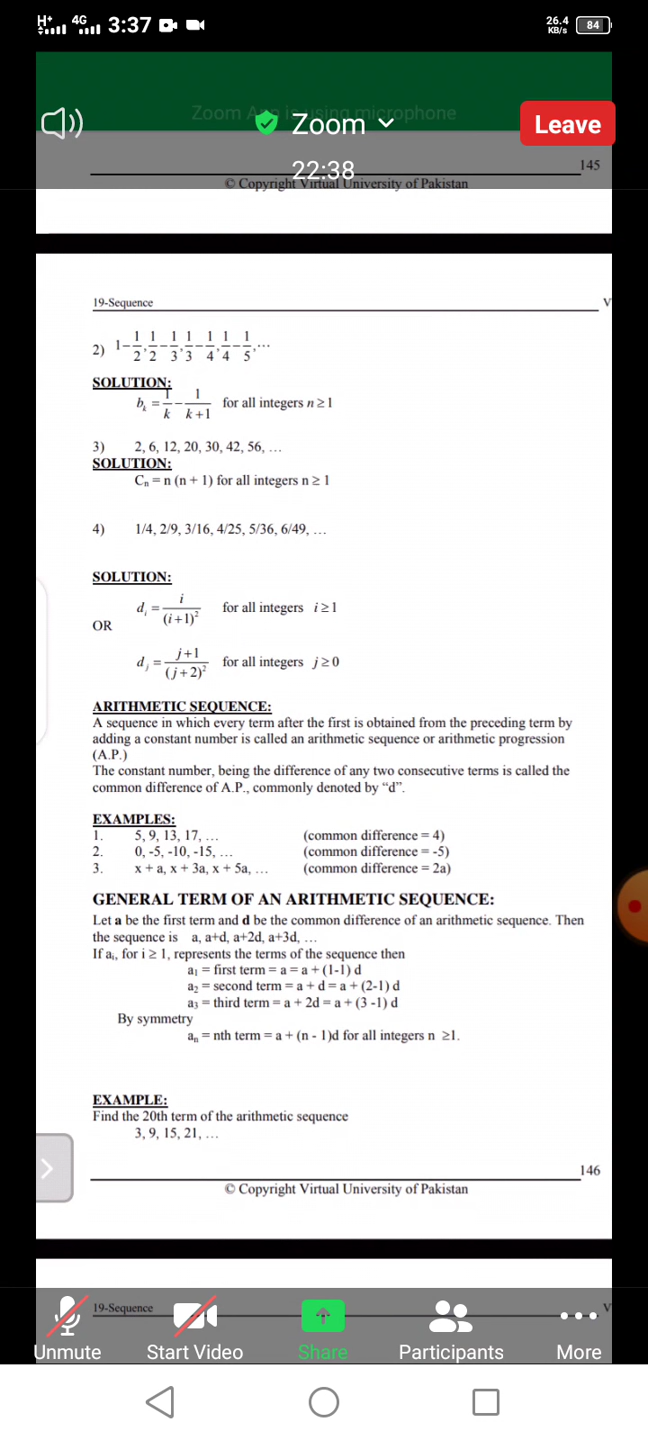 H+ 4G 3:37 26.4 KB/s 84
Zoom App is using microphone
Zoom Leave
22:38
145
© Copyright Virtual University of Pakistan
19-Sequence V
2) 1-1/2, 1/2-1/3, 1/3-1/4, 1/4-1/5, ...
SOLUTION:
b_k = 1/k - 1/(k+1) for all integers n ≥ 1
3) 2, 6, 12, 20, 30, 42, 56, …
SOLUTION:
Cₙ = n (n + 1) for all integers n ≥ 1
4) 1/4, 2/9, 3/16, 4/25, 5/36, 6/49, …
SOLUTION:
d_i = i/(i+1)² for all integers i ≥ 1
OR
d_j = (j+1)/(j+2)² for all integers j ≥ 0
ARITHMETIC SEQUENCE:
A sequence in which every term after the first is obtained from the preceding term by
adding a constant number is called an arithmetic sequence or arithmetic progression
(A.P.)
The constant number, being the difference of any two consecutive terms is called the
common difference of A.P., commonly denoted by “d”.
EXAMPLES:
1. 5, 9, 13, 17, … (common difference = 4)
2. 0, -5, -10, -15, … (common difference = -5)
3. x + a, x + 3a, x + 5a, … (common difference = 2a)
GENERAL TERM OF AN ARITHMETIC SEQUENCE:
Let a be the first term and d be the common difference of an arithmetic sequence. Then
the sequence is a, a+d, a+2d, a+3d, …
If aᵢ, for i ≥ 1, represents the terms of the sequence then
a₁ = first term = a = a + (1-1) d
a₂ = second term = a + d = a + (2-1) d
a₃ = third term = a + 2d = a + (3 -1) d
By symmetry
aₙ = nth term = a + (n - 1)d for all integers n ≥1.
EXAMPLE:
Find the 20th term of the arithmetic sequence
3, 9, 15, 21, …
146
© Copyright Virtual University of Pakistan
19-Sequence V
Unmute Start Video Share Participants More